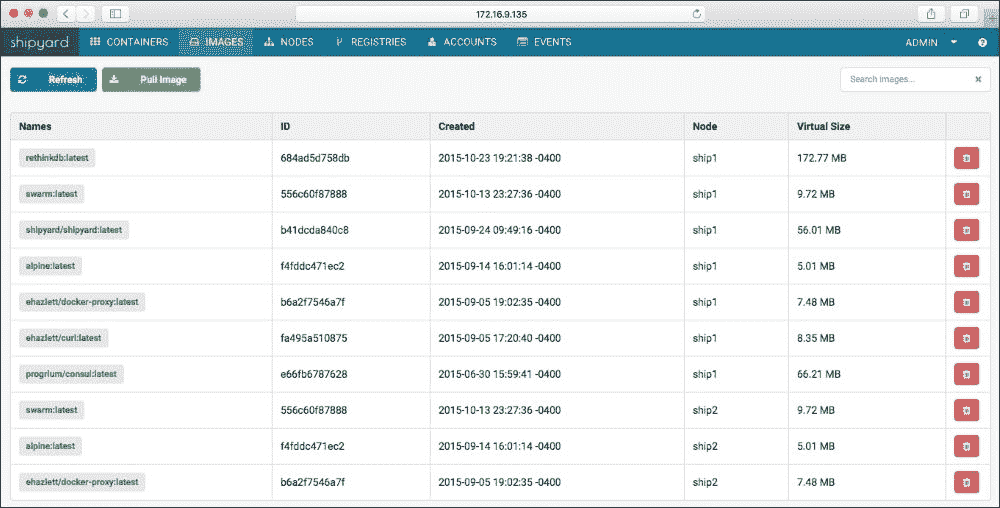 172.16.9.135
shipyard CONTAINERS IMAGES NODES REGISTRIES ACCOUNTS EVENTS ADMIN
Refresh Pull Image Search images...
Names ID Created Node Virtual Size
rethinkdb:latest 684ad5d758db 2015-10-23 19:21:38 -0400 ship1 172.77 MB
swarm:latest 556c60f87888 2015-10-13 23:27:36 -0400 ship1 9.72 MB
shipyard/shipyard:latest b41dcda840c8 2015-09-24 09:49:16 -0400 ship1 56.01 MB
alpine:latest f4fddc471ec2 2015-09-14 16:01:14 -0400 ship1 5.01 MB
ehazlett/docker-proxy:latest b6a2f7546a7f 2015-09-05 19:02:35 -0400 ship1 7.48 MB
ehazlett/curl:latest fa495a510875 2015-09-05 17:20:40 -0400 ship1 8.35 MB
progrium/consul:latest e66fb6787628 2015-06-30 15:59:41 -0400 ship1 66.21 MB
swarm:latest 556c60f87888 2015-10-13 23:27:36 -0400 ship2 9.72 MB
alpine:latest f4fddc471ec2 2015-09-14 16:01:14 -0400 ship2 5.01 MB
ehazlett/docker-proxy:latest b6a2f7546a7f 2015-09-05 19:02:35 -0400 ship2 7.48 MB